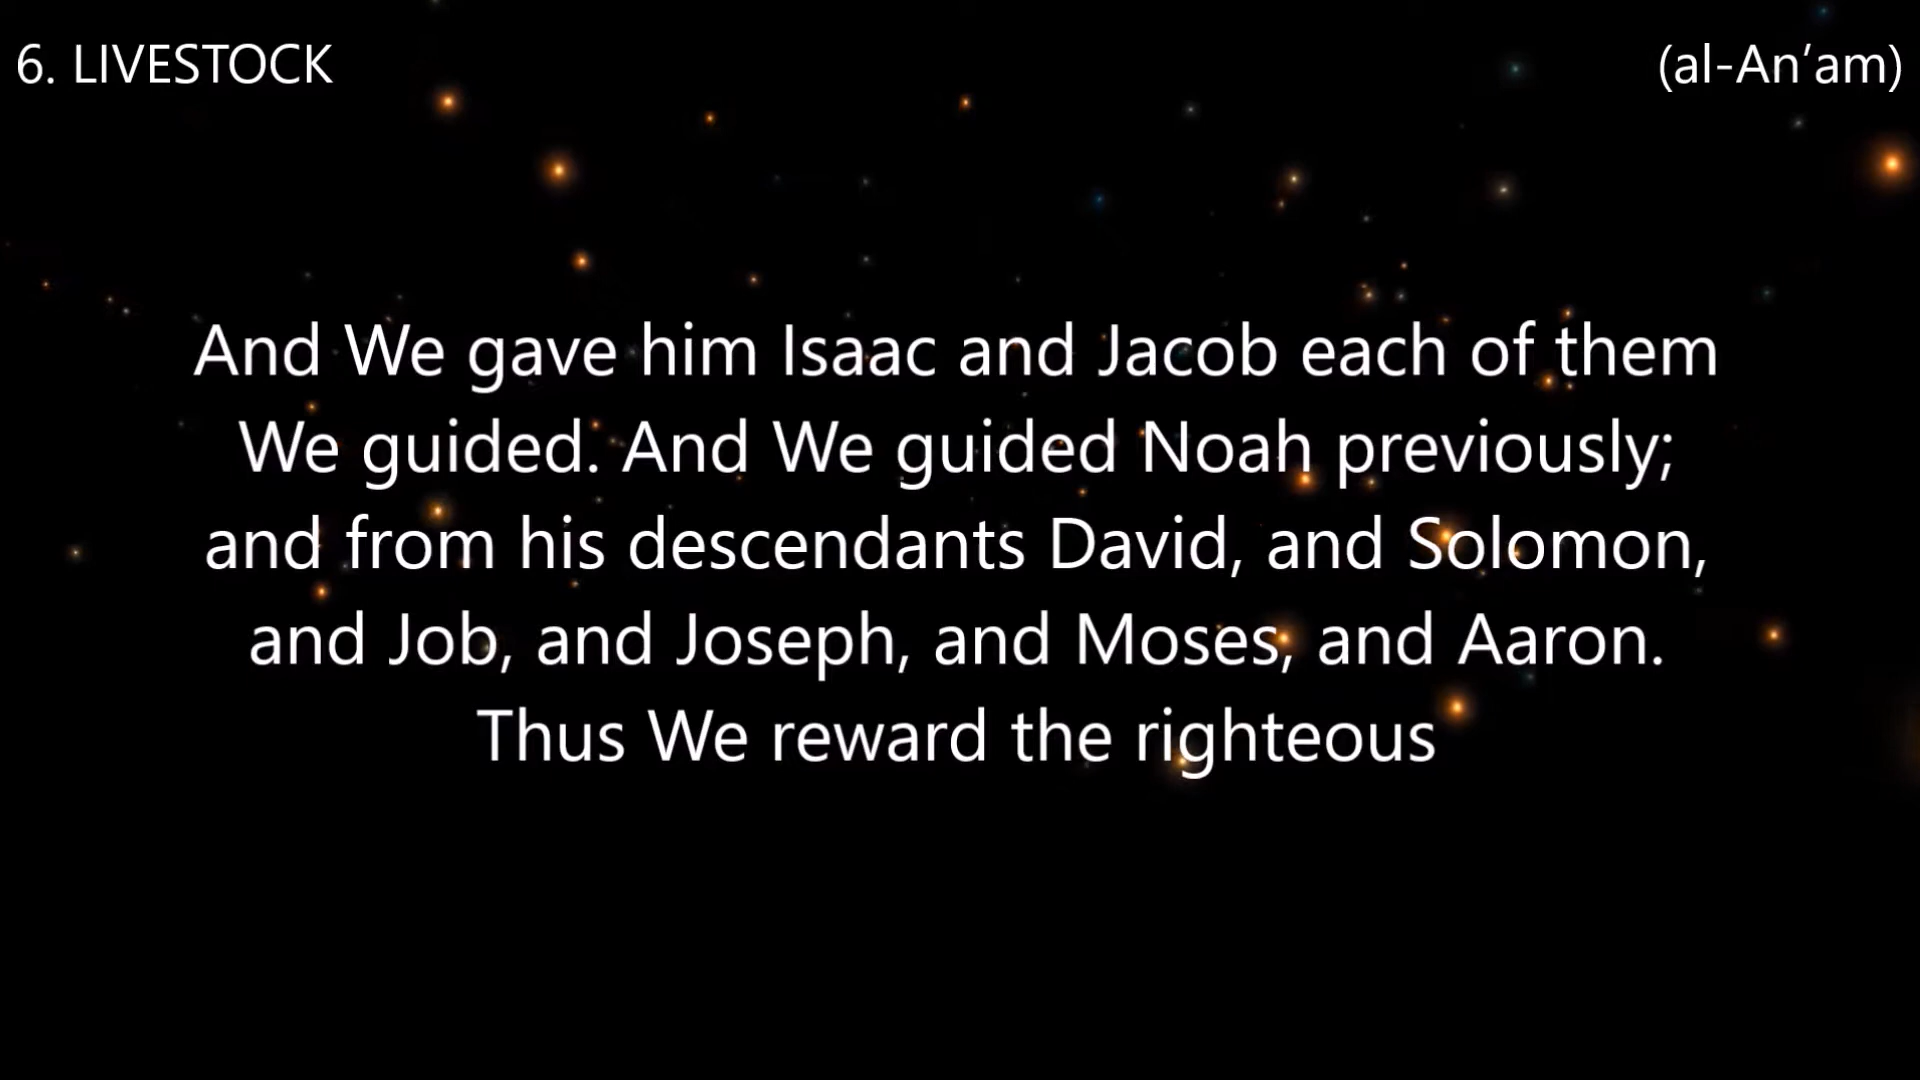 6. LIVESTOCK
(al-An’am)
And We gave him Isaac and Jacob each of them
We guided. And We guided Noah previously;
and from his descendants David, and Solomon,
and Job, and Joseph, and Moses, and Aaron.
Thus We reward the righteous